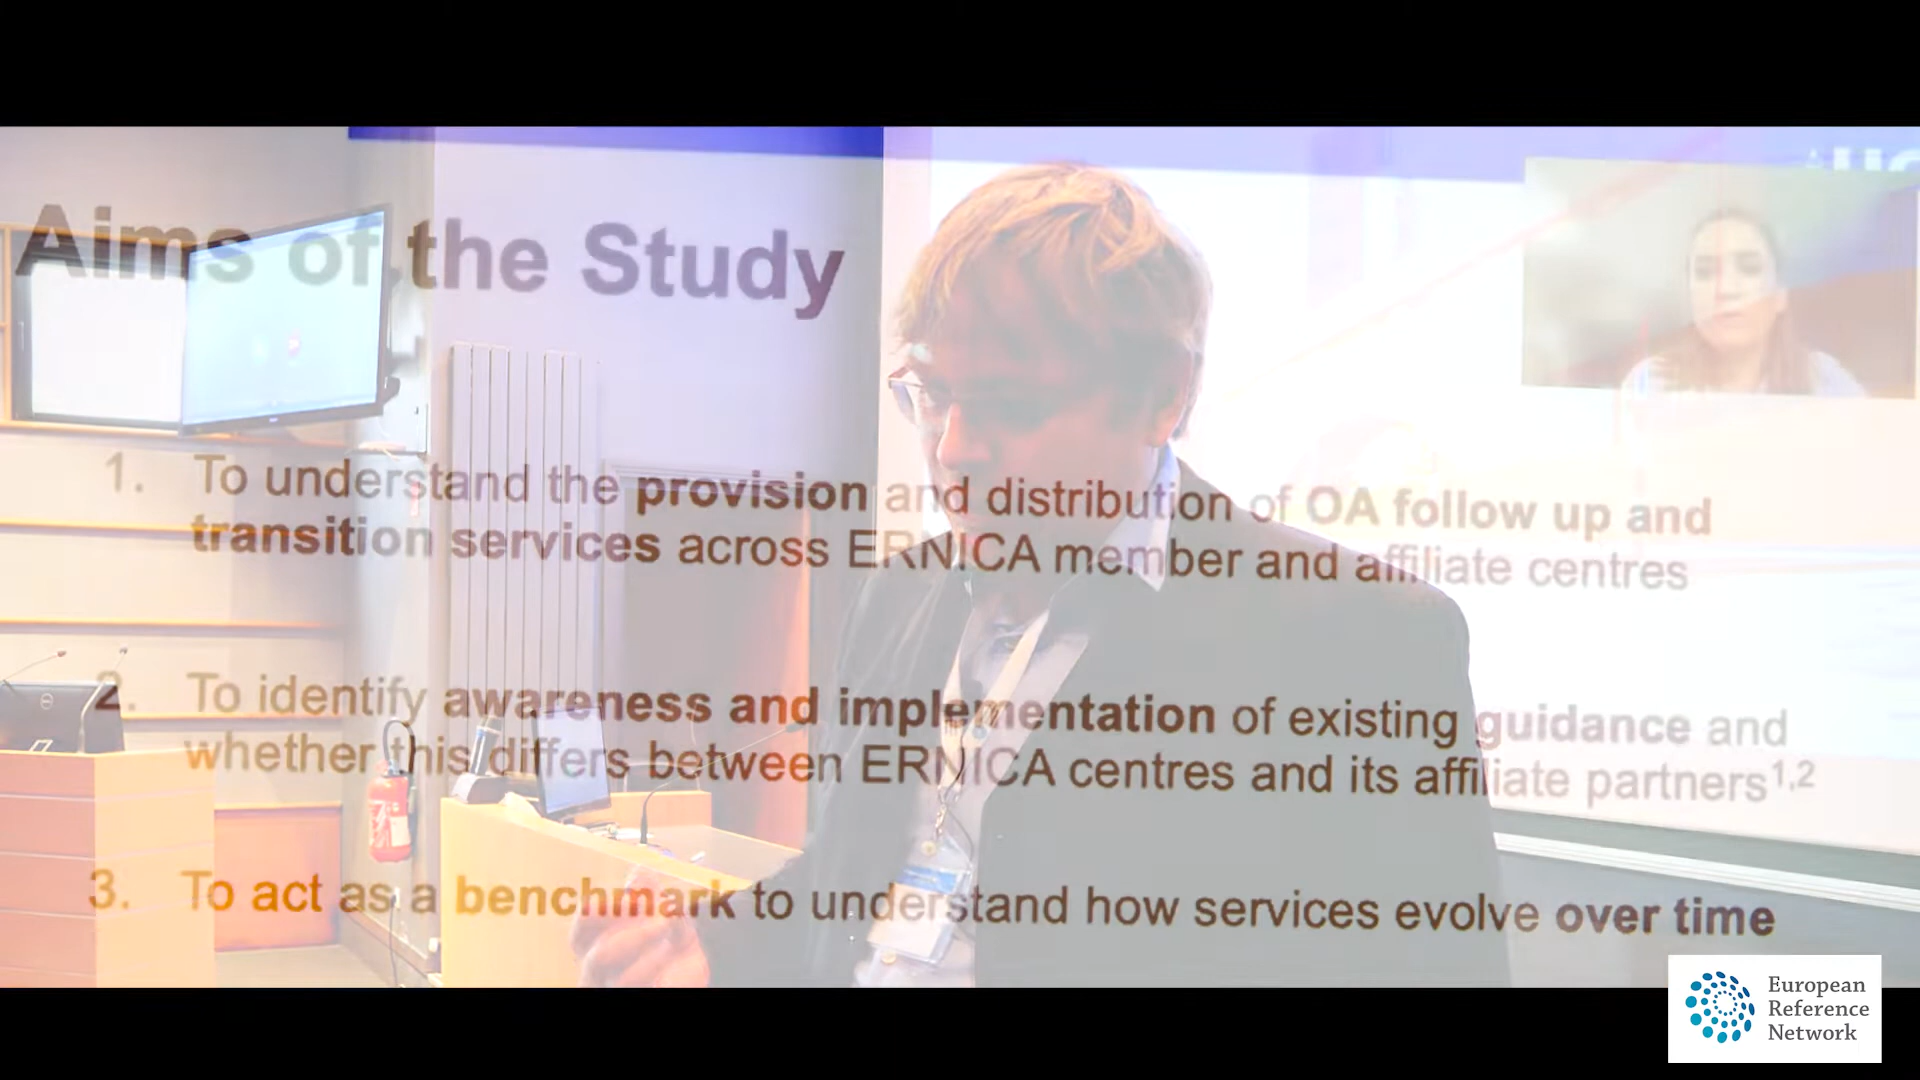 Aims of the Study
1. To understand the provision and distribution of OA follow up and
transition services across ERNICA member and affiliate centres
2. To identify awareness and implementation of existing guidance and
whether this differs between ERNICA centres and its affiliate partners1,2
3. To act as a benchmark to understand how services evolve over time
European
Reference
Network